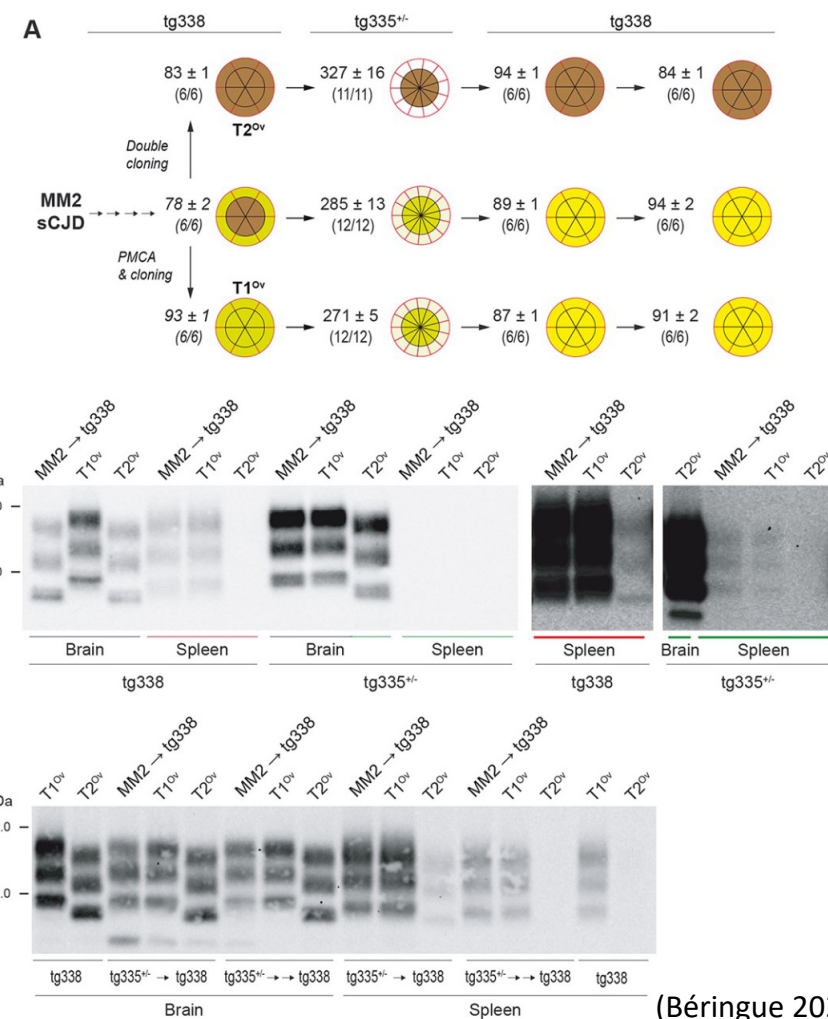 A
tg338 tg335+/- tg338
83 ± 1 327 ± 16 94 ± 1 84 ± 1
(6/6) (11/11) (6/6) (6/6)
T2Ov
Double
cloning
MM2
sCJD
78 ± 2 285 ± 13 89 ± 1 94 ± 2
(6/6) (12/12) (6/6) (6/6)
PMCA
& cloning
T1Ov
93 ± 1 271 ± 5 87 ± 1 91 ± 2
(6/6) (12/12) (6/6) (6/6)
MM2 → tg338 T1Ov T2Ov MM2 → tg338 T1Ov T2Ov MM2 → tg338 T1Ov T2Ov MM2 → tg338 T1Ov T2Ov MM2 → tg338 T1Ov T2Ov T2Ov MM2 → tg338 T1Ov T2Ov
Brain Spleen Brain Spleen Spleen Brain Spleen
tg338 tg335+/- tg338 tg335+/-
T1Ov T2Ov MM2 → tg338 T1Ov T2Ov MM2 → tg338 T1Ov T2Ov MM2 → tg338 T1Ov T2Ov MM2 → tg338 T1Ov T2Ov T1Ov T2Ov
Da
.0
.0
tg338 tg335+/- → tg338 tg335+/- →→ tg338 tg335+/- → tg338 tg335+/- →→ tg338 tg338
Brain Spleen
(Béringue 202